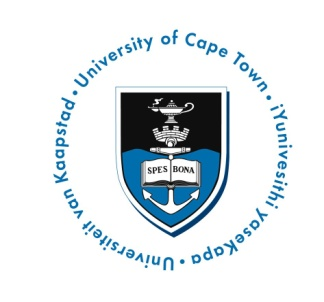 University of Cape Town • iYunivesithi yaseKapa • Universiteit van Kaapstad •
SPES BONA